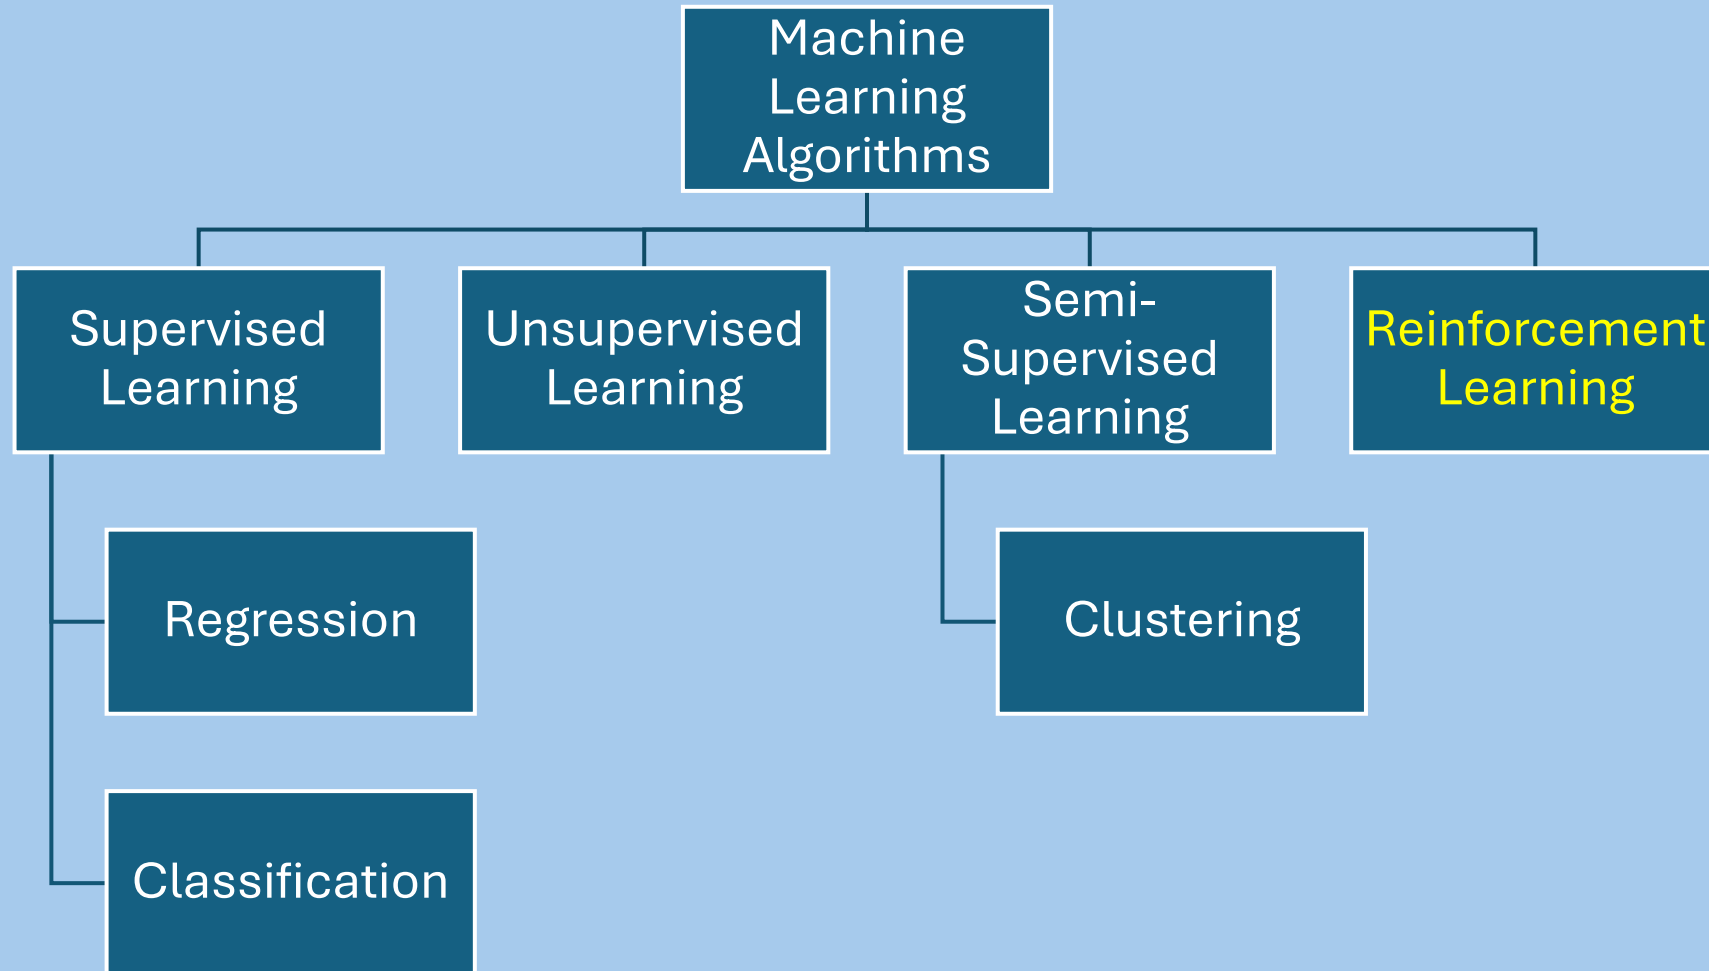 Machine
Learning
Algorithms
Supervised
Learning
Unsupervised
Learning
Semi-
Supervised
Learning
Reinforcement
Learning
Regression
Clustering
Classification